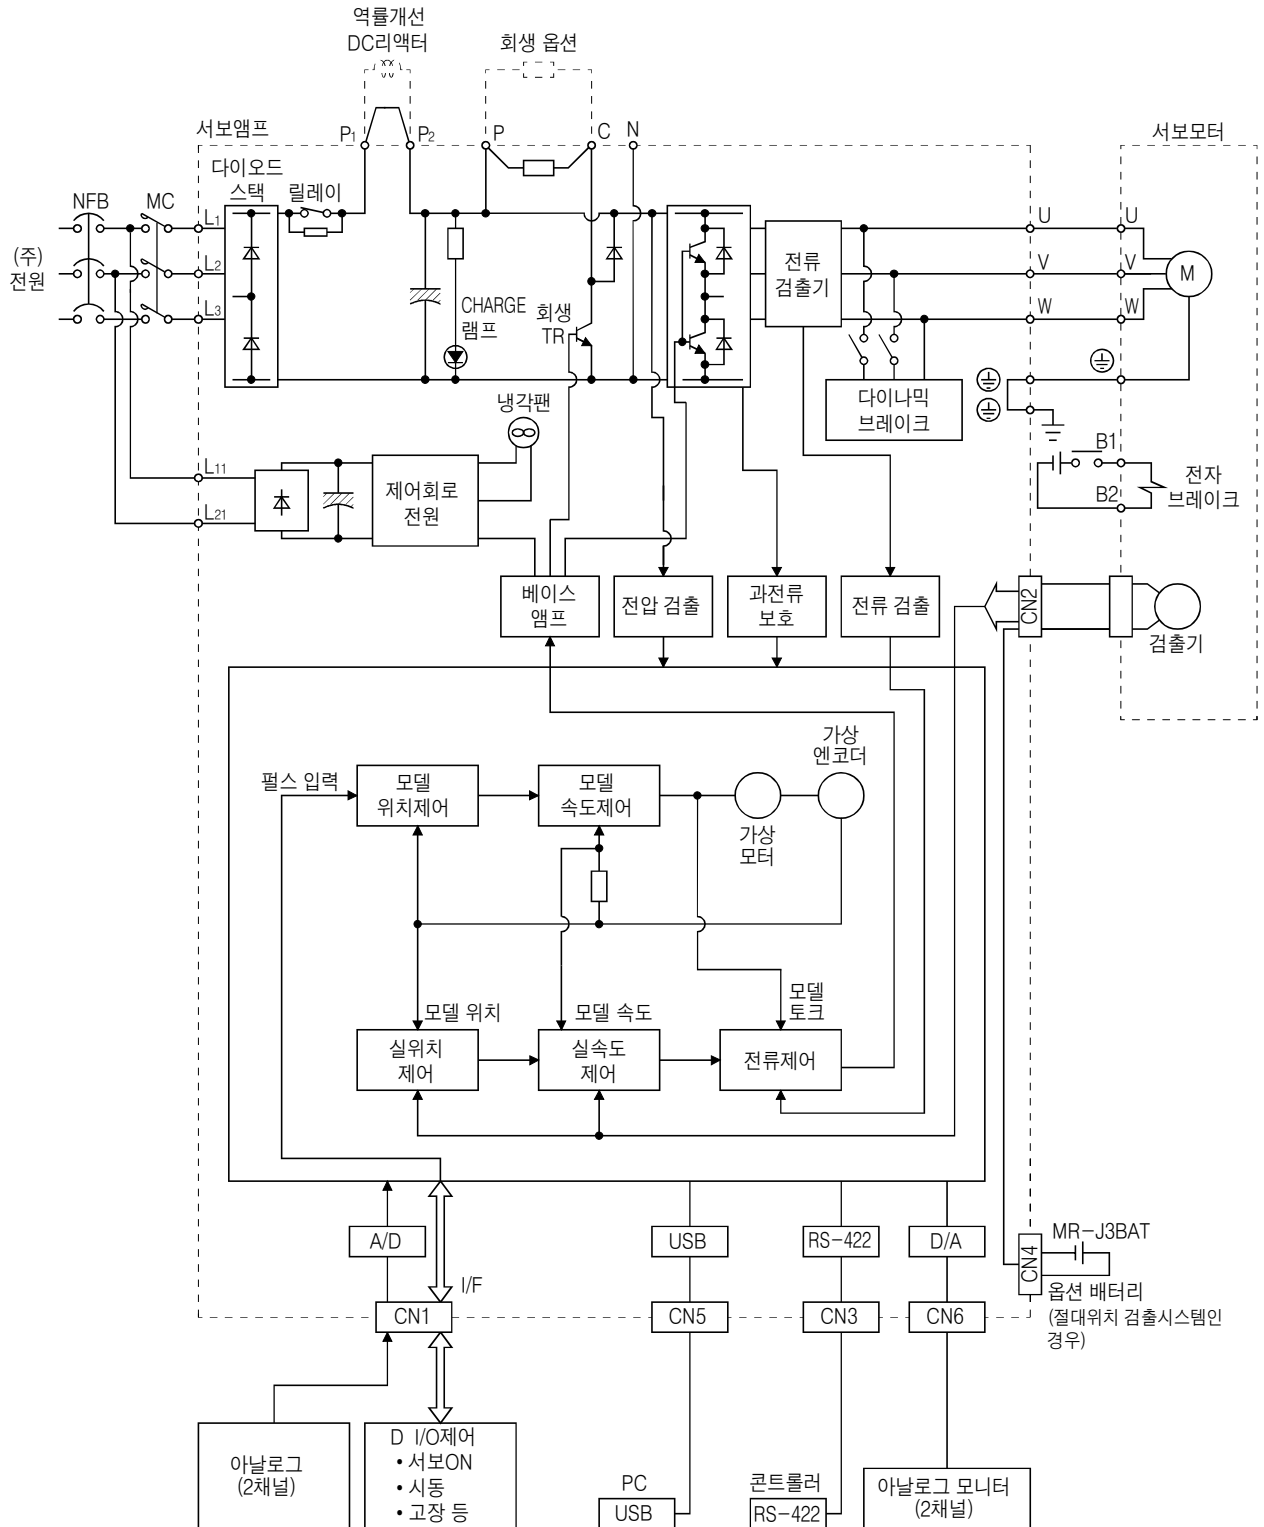 역률개선
DC리액터
회생 옵션
서보앰프
P1
P2
P
C
N
서보모터
다이오드
스택
릴레이
NFB
MC
L1
L2
L3
(주)
전원
CHARGE
램프
회생
TR
전류
검출기
U
V
W
U
V
W
M
다이나믹
브레이크
냉각팬
L11
L21
제어회로
전원
B1
B2
전자
브레이크
베이스
앰프
전압 검출
과전류
보호
전류 검출
CN2
검출기
펄스 입력
모델
위치제어
모델
속도제어
가상
모터
가상
엔코더
모델 위치
모델 속도
모델
토크
실위치
제어
실속도
제어
전류제어
A/D
I/F
USB
RS-422
D/A
CN4
MR-J3BAT
옵션 배터리
(절대위치 검출시스템인
경우)
CN1
CN5
CN3
CN6
아날로그
(2채널)
D I/O제어
• 서보ON
• 시동
• 고장 등
PC
USB
콘트롤러
RS-422
아날로그 모니터
(2채널)